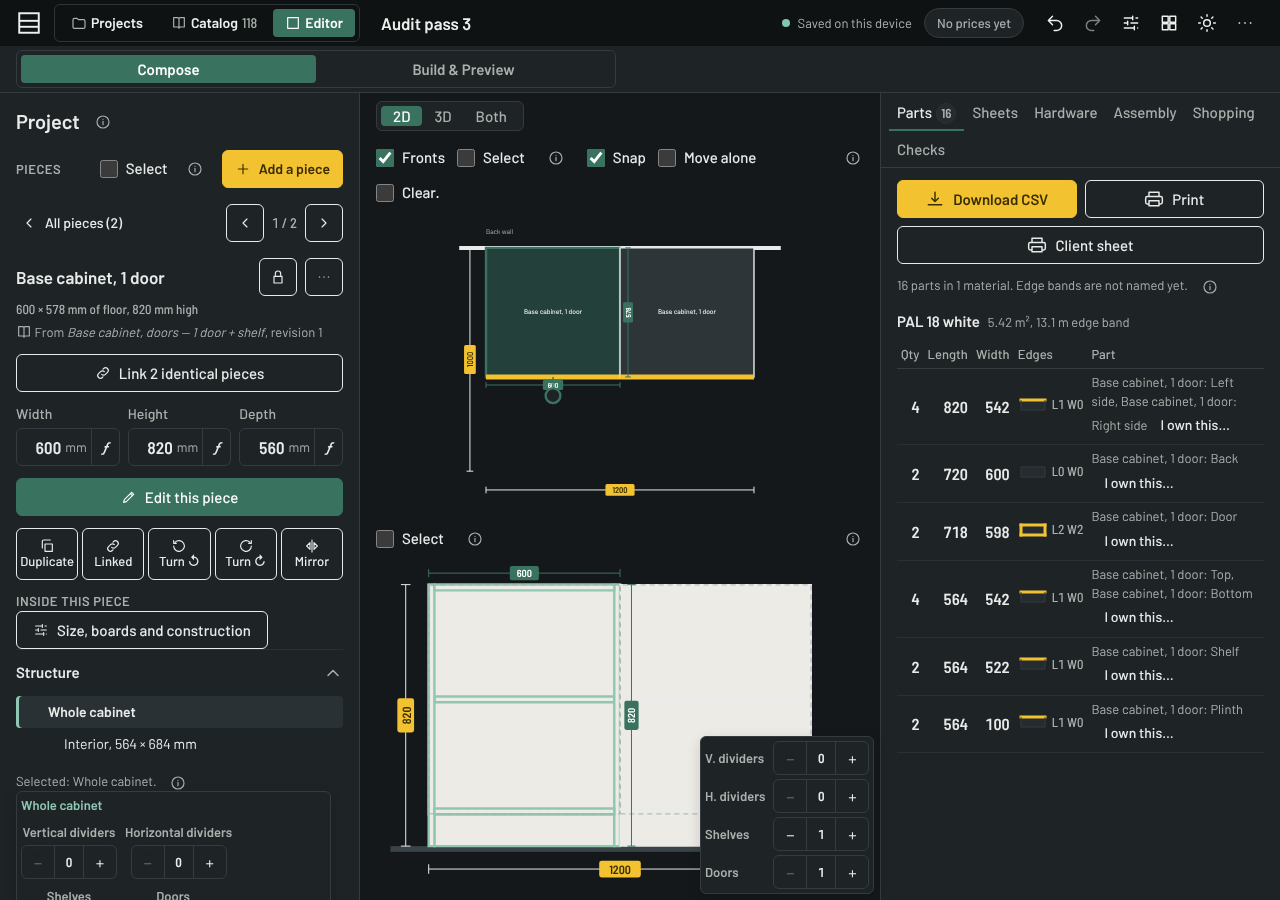 Projects
Catalog 118
Editor
Audit pass 3
Saved on this device
No prices yet
Compose
Build & Preview
Project
PIECES
Select
Add a piece
All pieces (2)
1 / 2
Base cabinet, 1 door
600 × 578 mm of floor, 820 mm high
From Base cabinet, doors — 1 door + shelf, revision 1
Link 2 identical pieces
Width
Height
Depth
600 mm
820 mm
560 mm
Edit this piece
Duplicate
Linked
Turn
Turn
Mirror
INSIDE THIS PIECE
Size, boards and construction
Structure
Whole cabinet
Interior, 564 × 684 mm
Selected: Whole cabinet.
Whole cabinet
Vertical dividers
Horizontal dividers
− 0 +
− 0 +
Shelves
Doors
2D
3D
Both
Fronts
Select
Snap
Move alone
Clear.
Back wall
Base cabinet, 1 door
Base cabinet, 1 door
578
1000
600
1200
Select
600
820
820
1200
V. dividers − 0 +
H. dividers − 0 +
Shelves − 1 +
Doors − 1 +
Parts 16
Sheets
Hardware
Assembly
Shopping
Checks
Download CSV
Print
Client sheet
16 parts in 1 material. Edge bands are not named yet.
PAL 18 white 5.42 m², 13.1 m edge band
Qty Length Width Edges Part
4 820 542 L1 W0 Base cabinet, 1 door: Left
side, Base cabinet, 1 door:
Right side I own this...
2 720 600 L0 W0 Base cabinet, 1 door: Back
I own this...
2 718 598 L2 W2 Base cabinet, 1 door: Door
I own this...
4 564 542 L1 W0 Base cabinet, 1 door: Top,
Base cabinet, 1 door: Bottom
I own this...
2 564 522 L1 W0 Base cabinet, 1 door: Shelf
I own this...
2 564 100 L1 W0 Base cabinet, 1 door: Plinth
I own this...